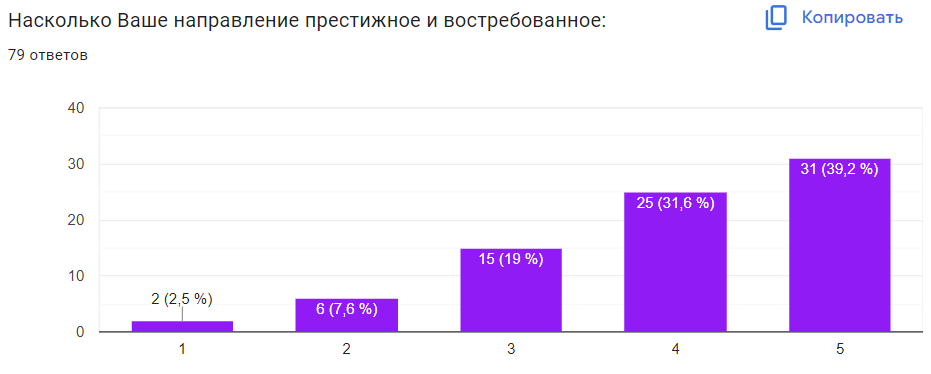 Насколько Ваше направление престижное и востребованное:
Копировать
79 ответов
40
30
20
10
0
2 (2,5 %)
6 (7,6 %)
15 (19 %)
25 (31,6 %)
31 (39,2 %)
1
2
3
4
5